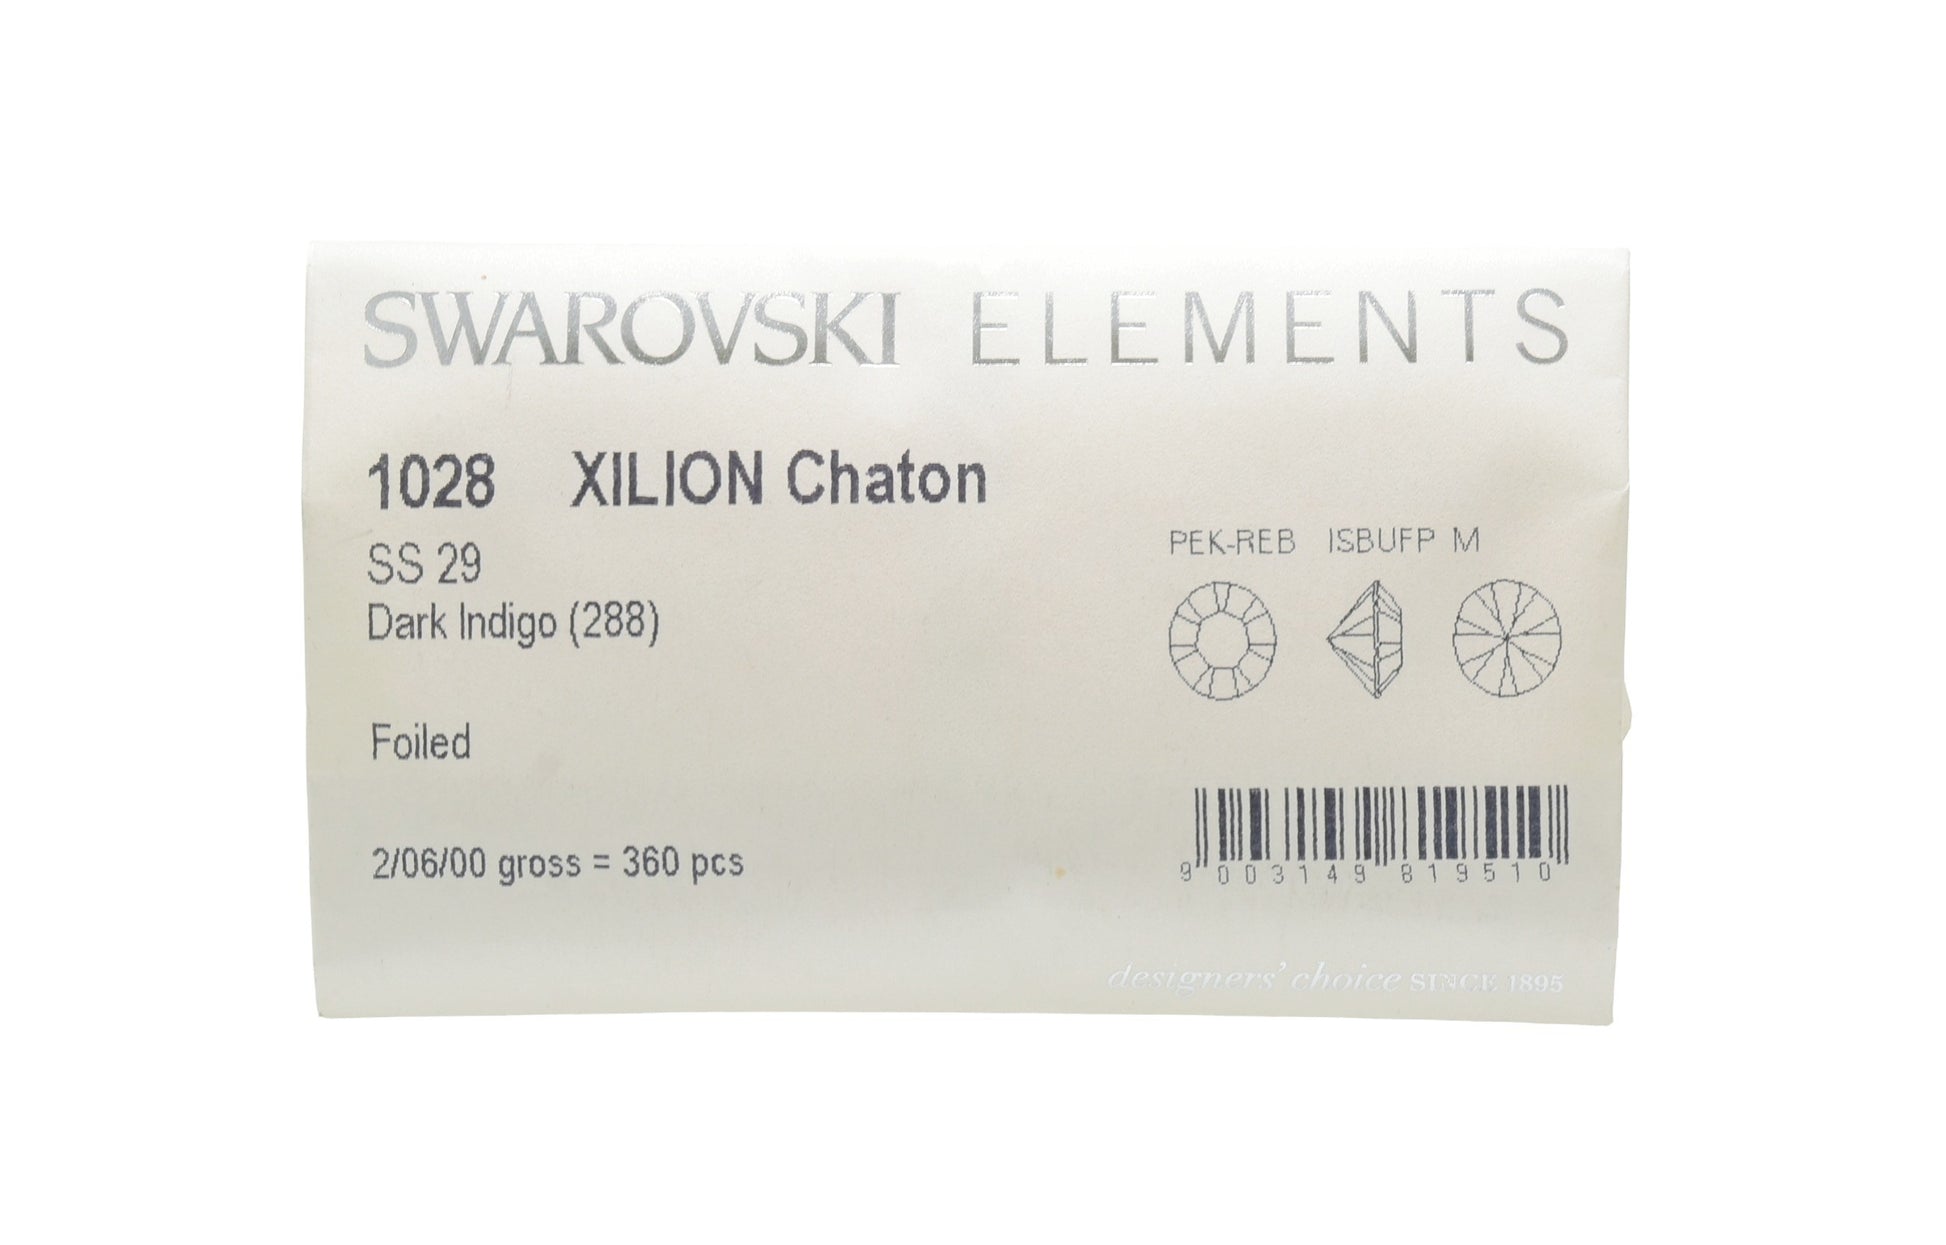 SWAROVSKI ELEMENTS
1028 XILION Chaton
SS 29
Dark Indigo (288)
PEK-REB ISBUFP M
Foiled
2/06/00 gross = 360 pcs
9 003149 819510
designers' choice SINCE 1895